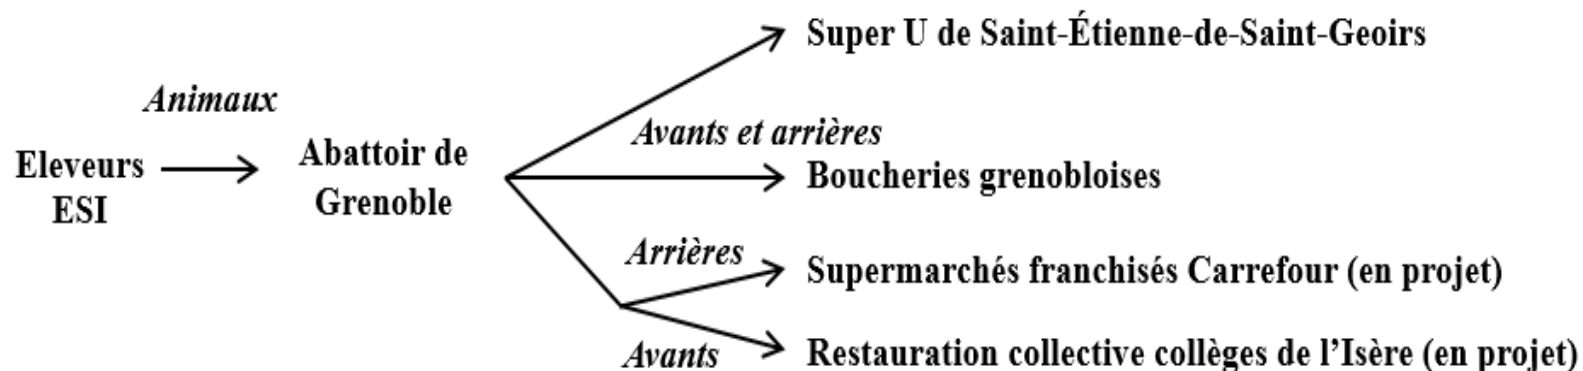 Super U de Saint-Étienne-de-Saint-Geoirs
Animaux
Avants et arrières
Eleveurs
ESI
Abattoir de
Grenoble
Boucheries grenobloises
Arrières
Supermarchés franchisés Carrefour (en projet)
Avants
Restauration collective collèges de l’Isère (en projet)